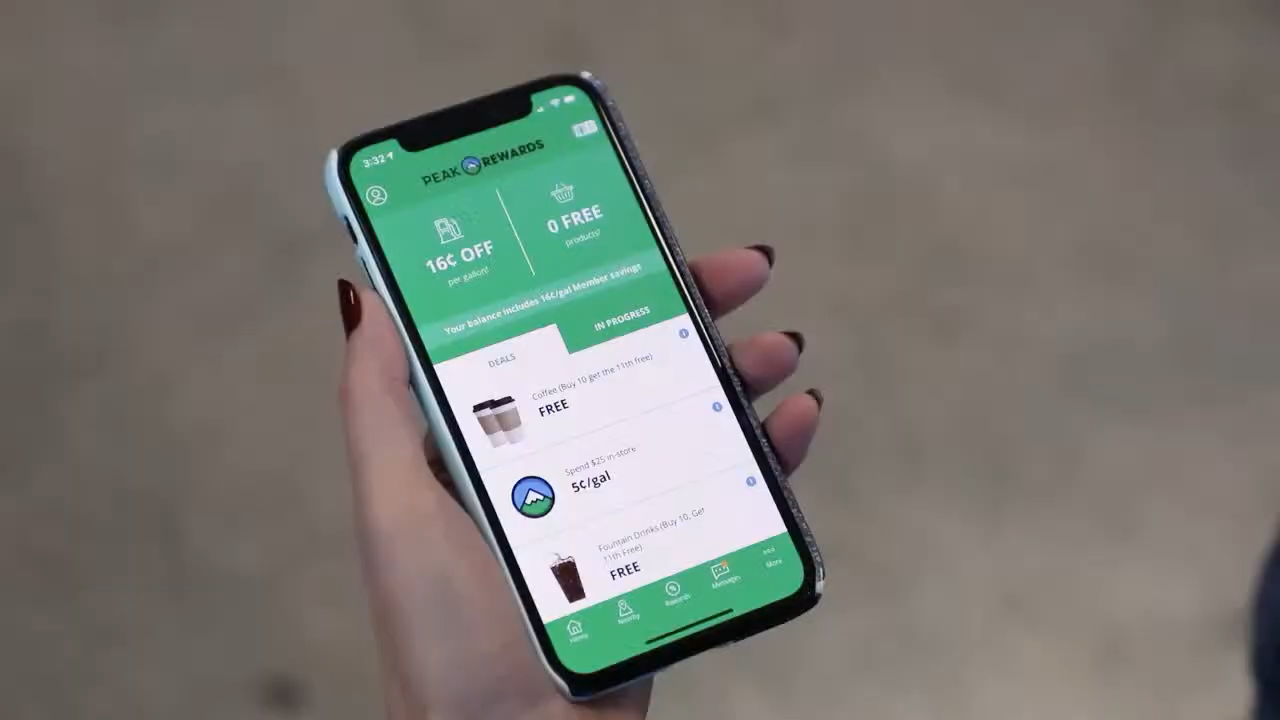 3:32
PEAK REWARDS
16¢ OFF
per gallon!
0 FREE
products!
Your balance includes 16¢/gal Member savings
DEALS
IN PROGRESS
Coffee (Buy 10 get the 11th free)
FREE
Spend $25 in-store
5¢/gal
Fountain Drinks (Buy 10, Get
11th Free)
FREE
Home
Nearby
Rewards
Messages
More